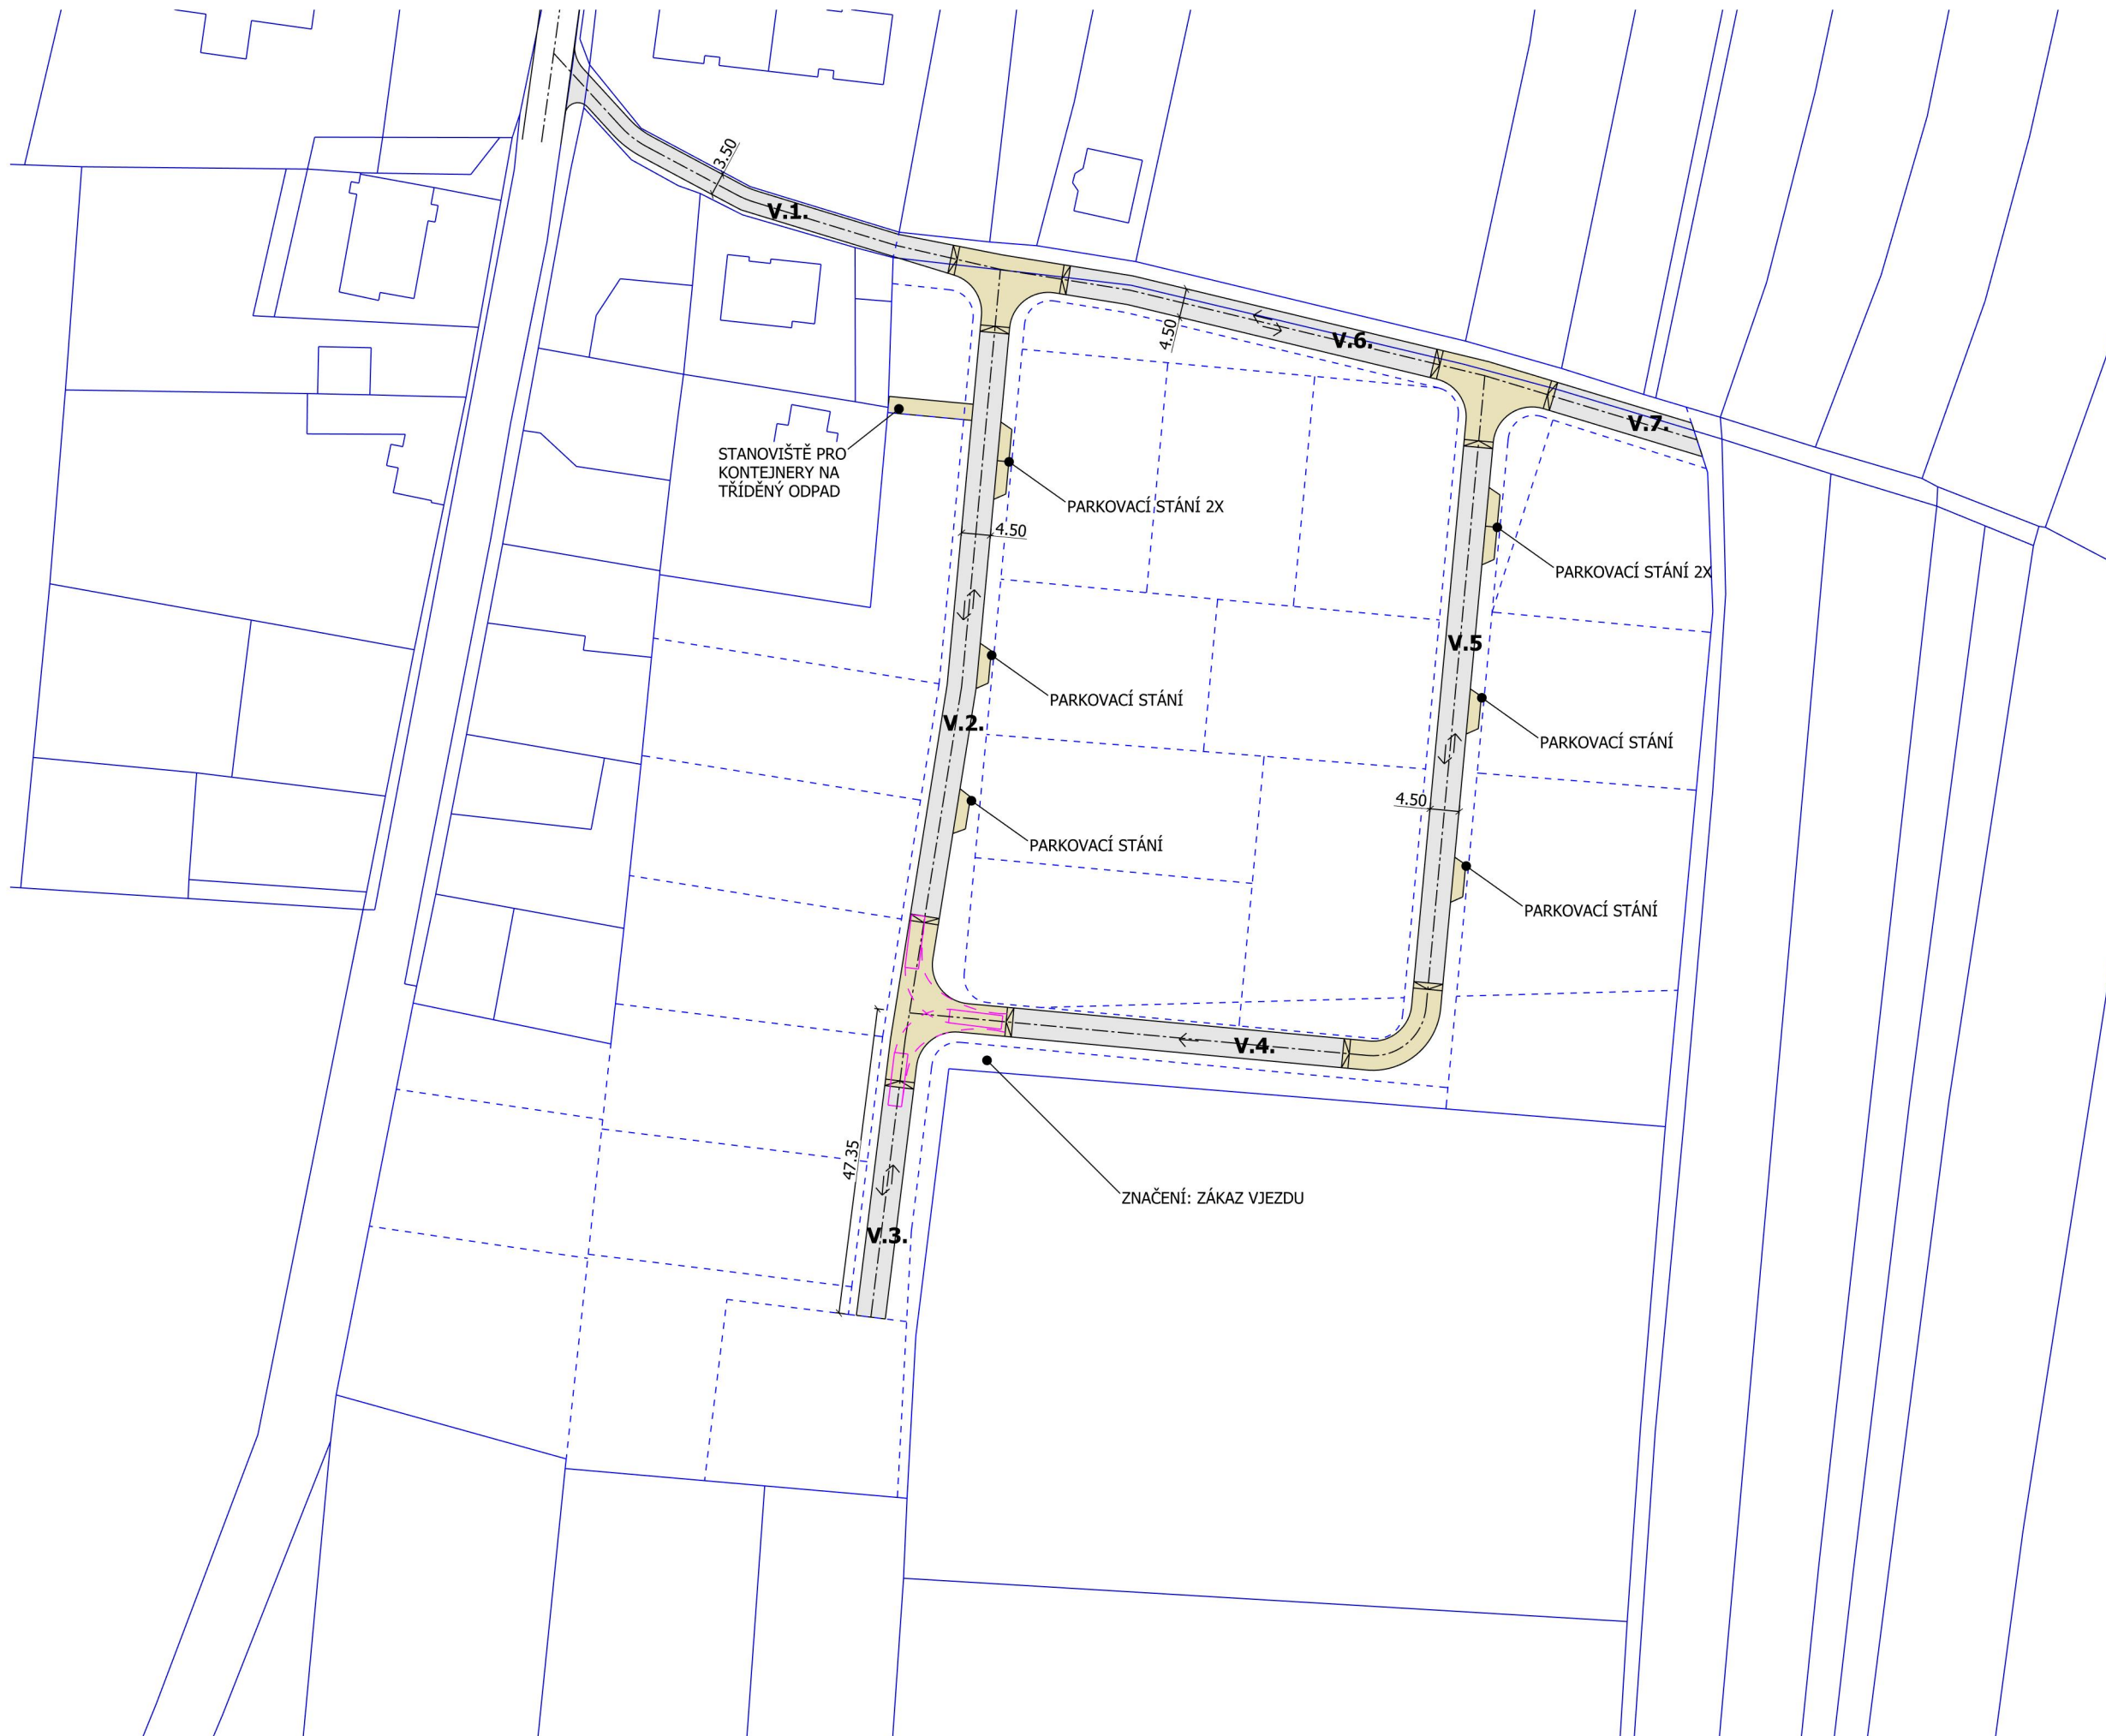 3.50
V.1.
4.50
V.6.
V.7.
STANOVIŠTĚ PRO
KONTEJNERY NA
TŘÍDĚNÝ ODPAD
PARKOVACÍ STÁNÍ 2X
4.50
PARKOVACÍ STÁNÍ 2X
V.5
PARKOVACÍ STÁNÍ
V.2.
PARKOVACÍ STÁNÍ
4.50
PARKOVACÍ STÁNÍ
PARKOVACÍ STÁNÍ
V.4.
47.35
ZNAČENÍ: ZÁKAZ VJEZDU
V.3.